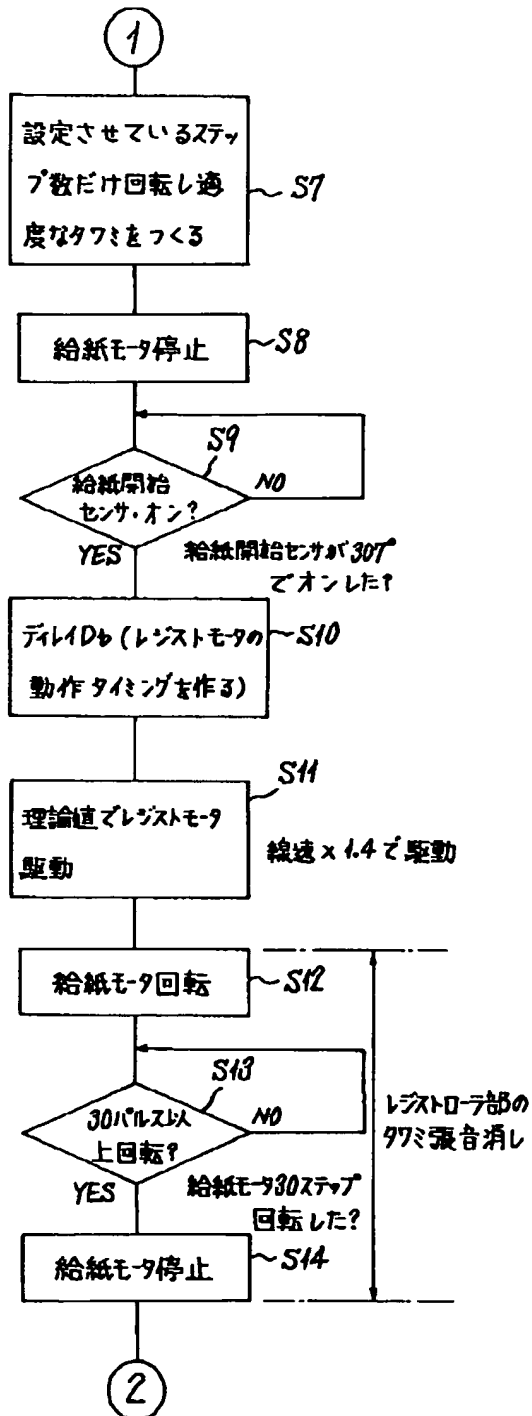 1
設定させているステッ
プ数だけ回転し適
度なタワミをつくる
S7
給紙モータ停止
S8
S9
給紙開始
センサ・オン?
NO
YES
給紙開始センサが307°
でオンした?
ディレイDb(レジストモータの
動作タイミングを作る)
S10
S11
理論値でレジストモータ
駆動
線速×1.4で駆動
給紙モータ回転
S12
S13
30パルス以
上回転?
NO
YES
レジストローラ部の
タワミ張音消し
給紙モータ30ステップ
回転した?
給紙モータ停止
S14
2